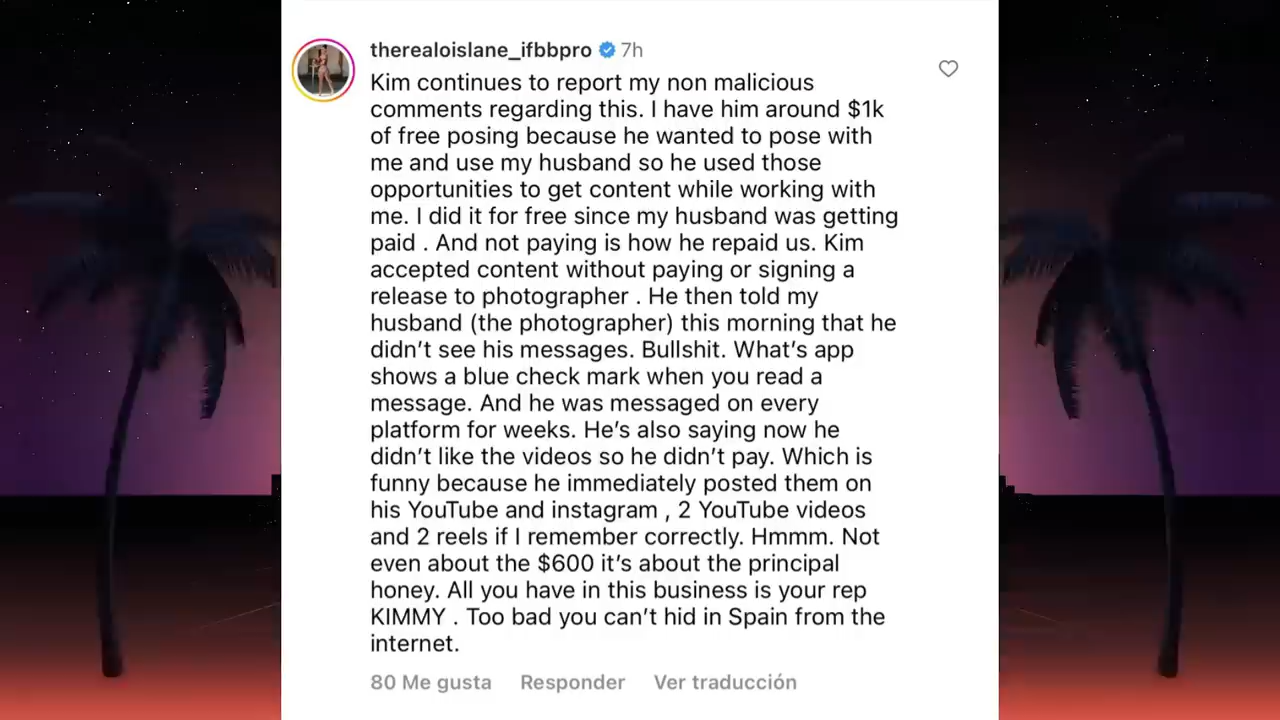 therealoislane_ifbbpro 7h
Kim continues to report my non malicious
comments regarding this. I have him around $1k
of free posing because he wanted to pose with
me and use my husband so he used those
opportunities to get content while working with
me. I did it for free since my husband was getting
paid . And not paying is how he repaid us. Kim
accepted content without paying or signing a
release to photographer . He then told my
husband (the photographer) this morning that he
didn't see his messages. Bullshit. What's app
shows a blue check mark when you read a
message. And he was messaged on every
platform for weeks. He's also saying now he
didn't like the videos so he didn't pay. Which is
funny because he immediately posted them on
his YouTube and instagram , 2 YouTube videos
and 2 reels if I remember correctly. Hmmm. Not
even about the $600 it's about the principal
honey. All you have in this business is your rep
KIMMY . Too bad you can't hid in Spain from the
internet.
80 Me gusta Responder Ver traducción